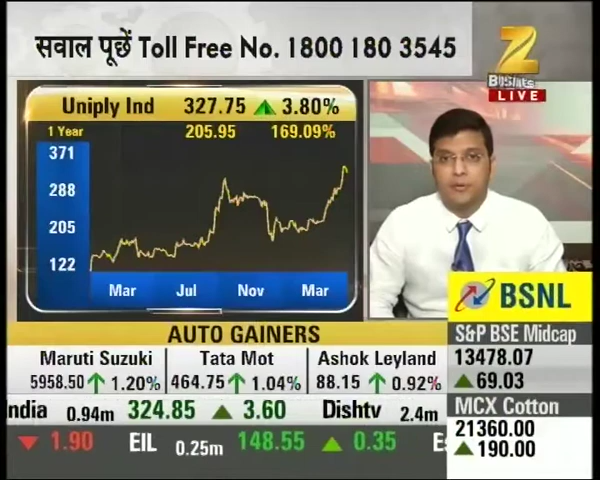 सवाल पूछें Toll Free No. 1800 180 3545
Business
LIVE
Uniply Ind 327.75 3.80%
1 Year 205.95 169.09%
371
288
205
122
Mar Jul Nov Mar
BSNL
AUTO GAINERS
Maruti Suzuki Tata Mot Ashok Leyland
5958.50 1.20% 464.75 1.04% 88.15 0.92%
S&P BSE Midcap
13478.07
69.03
ndia 0.94m 324.85 3.60 Dishtv 2.4m
MCX Cotton
21360.00
190.00
1.90 EIL 0.25m 148.55 0.35 Es